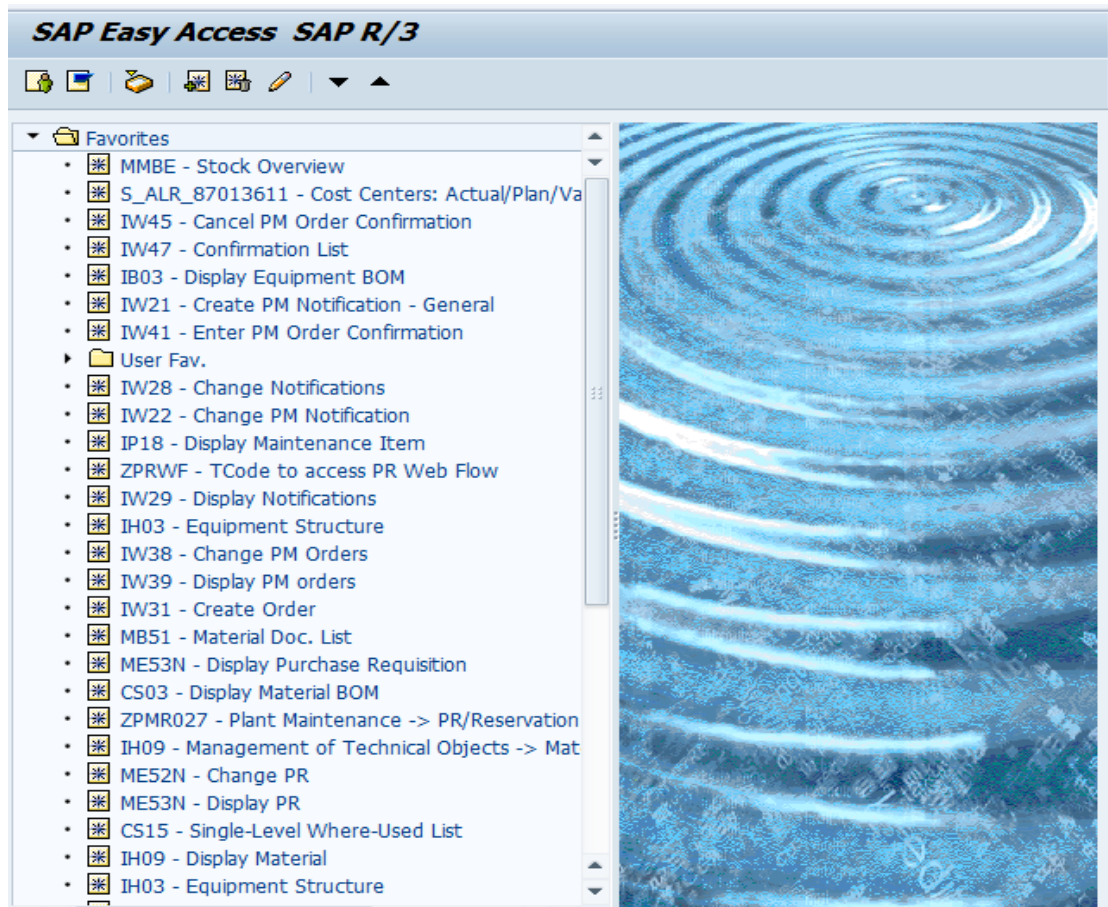 SAP Easy Access SAP R/3
Favorites
MMBE - Stock Overview
S_ALR_87013611 - Cost Centers: Actual/Plan/Va
IW45 - Cancel PM Order Confirmation
IW47 - Confirmation List
IB03 - Display Equipment BOM
IW21 - Create PM Notification - General
IW41 - Enter PM Order Confirmation
User Fav.
IW28 - Change Notifications
IW22 - Change PM Notification
IP18 - Display Maintenance Item
ZPRWF - TCode to access PR Web Flow
IW29 - Display Notifications
IH03 - Equipment Structure
IW38 - Change PM Orders
IW39 - Display PM orders
IW31 - Create Order
MB51 - Material Doc. List
ME53N - Display Purchase Requisition
CS03 - Display Material BOM
ZPMR027 - Plant Maintenance -> PR/Reservation
IH09 - Management of Technical Objects -> Mat
ME52N - Change PR
ME53N - Display PR
CS15 - Single-Level Where-Used List
IH09 - Display Material
IH03 - Equipment Structure